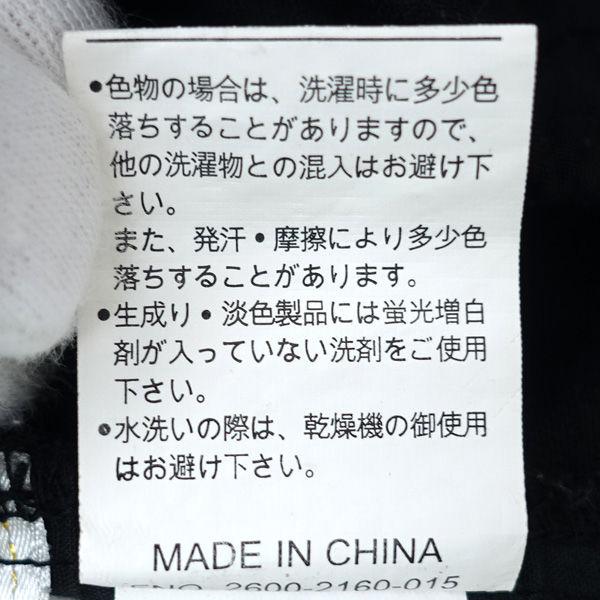 ●色物の場合は、洗濯時に多少色
落ちすることがありますので、
他の洗濯物との混入はお避け下
さい。
また、発汗・摩擦により多少色
落ちすることがあります。
●生成り・淡色製品には蛍光増白
剤が入っていない洗剤をご使用
下さい。
●水洗いの際は、乾燥機の御使用
はお避け下さい。
MADE IN CHINA
2600-2160-015